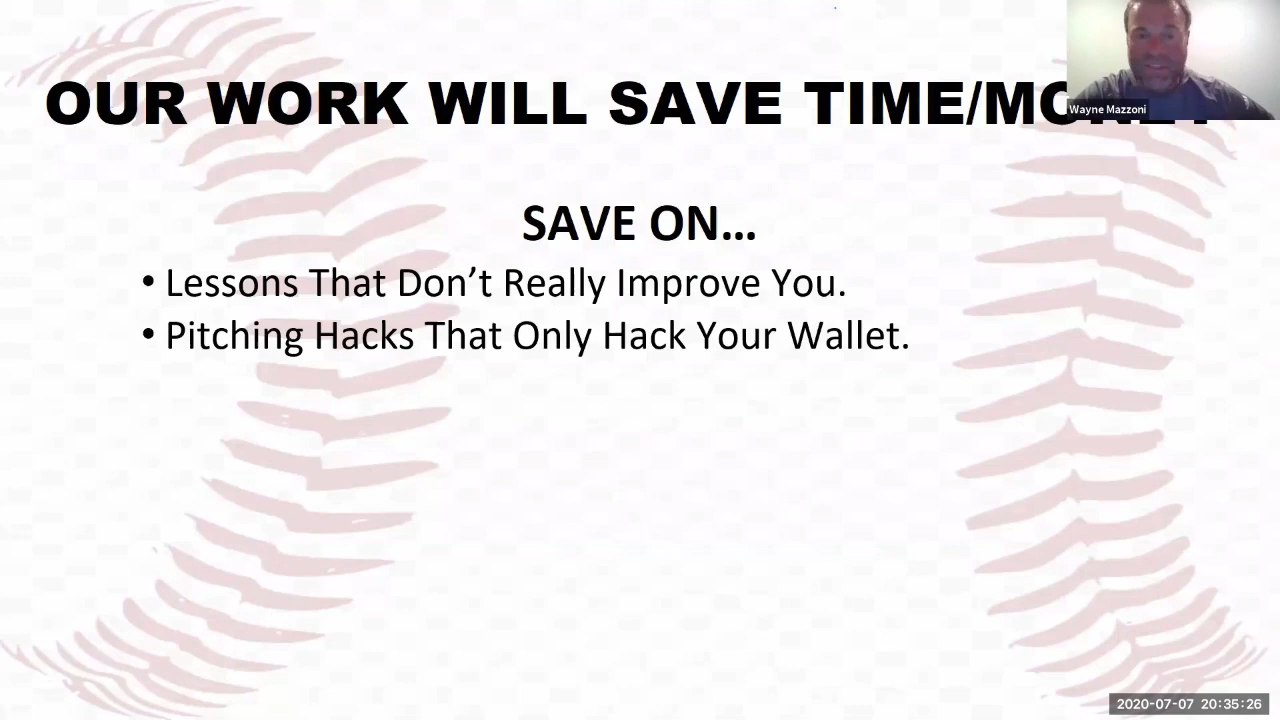 OUR WORK WILL SAVE TIME/MONEY
Wayne Mazzoni
SAVE ON...
• Lessons That Don’t Really Improve You.
• Pitching Hacks That Only Hack Your Wallet.
2020-07-07 20:35:26